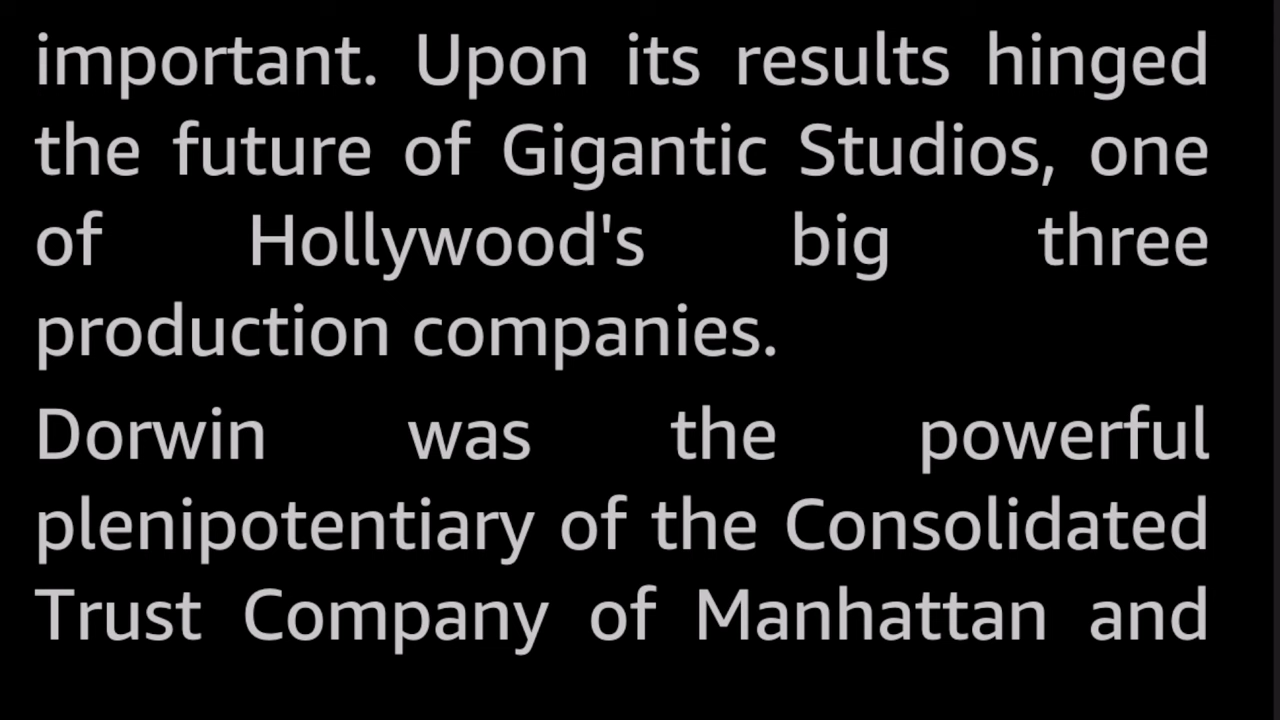 important. Upon its results hinged
the future of Gigantic Studios, one
of Hollywood's big three
production companies.
Dorwin was the powerful
plenipotentiary of the Consolidated
Trust Company of Manhattan and